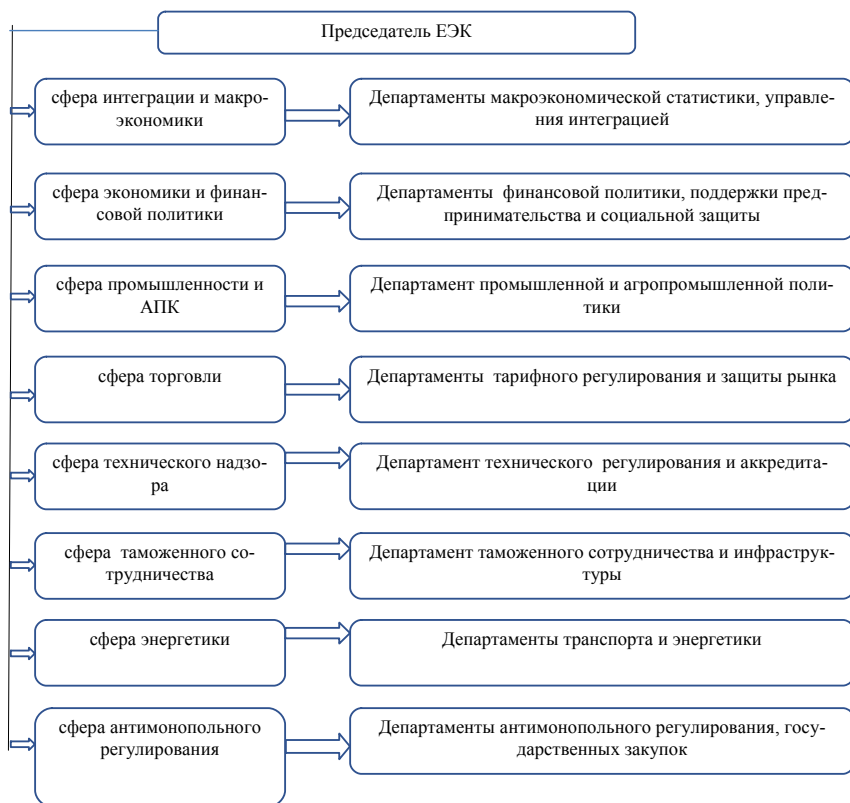 Председатель ЕЭК
сфера интеграции и макро-
экономики
Департаменты макроэкономической статистики, управле-
ния интеграцией
сфера экономики и финан-
совой политики
Департаменты финансовой политики, поддержки пред-
принимательства и социальной защиты
сфера промышленности и
АПК
Департамент промышленной и агропромышленной поли-
тики
сфера торговли
Департаменты тарифного регулирования и защиты рынка
сфера технического надзо-
ра
Департамент технического регулирования и аккредита-
ции
сфера таможенного со-
трудничества
Департамент таможенного сотрудничества и инфраструк-
туры
сфера энергетики
Департаменты транспорта и энергетики
сфера антимонопольного
регулирования
Департаменты антимонопольного регулирования, госу-
дарственных закупок